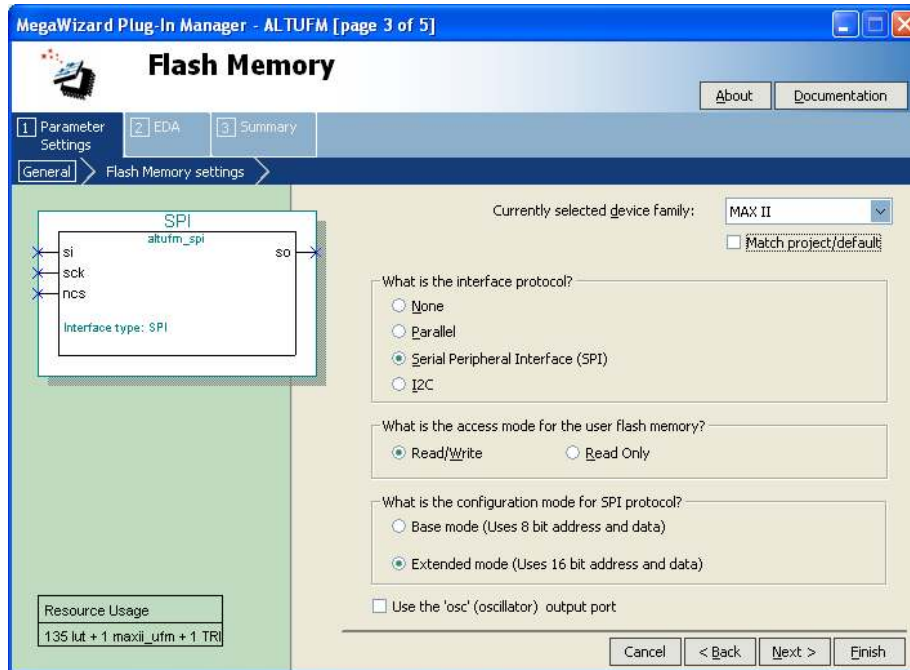 MegaWizard Plug-In Manager - ALTUFM [page 3 of 5]
Flash Memory
About
Documentation
1 Parameter Settings
2 EDA
3 Summary
General
Flash Memory settings
SPI
altufm_spi
si
so
sck
ncs
Interface type: SPI
Currently selected device family:
MAX II
Match project/default
What is the interface protocol?
None
Parallel
Serial Peripheral Interface (SPI)
I2C
What is the access mode for the user flash memory?
Read/Write
Read Only
What is the configuration mode for SPI protocol?
Base mode (Uses 8 bit address and data)
Extended mode (Uses 16 bit address and data)
Use the 'osc' (oscillator) output port
Resource Usage
135 lut + 1 maxii_ufm + 1 TRI
Cancel
< Back
Next >
Finish